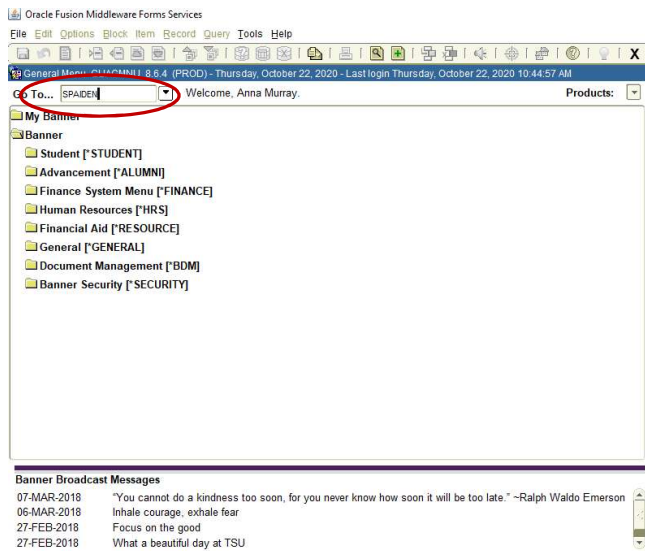 Oracle Fusion Middleware Forms Services
File Edit Options Block Item Record Query Tools Help
General Menu GUAGMNU 8.6.4 (PROD) - Thursday, October 22, 2020 - Last login Thursday, October 22, 2020 10:44:57 AM
Go To... SPAIDEN Welcome, Anna Murray. Products:
My Banner
Banner
Student [*STUDENT]
Advancement [*ALUMNI]
Finance System Menu [*FINANCE]
Human Resources [*HRS]
Financial Aid [*RESOURCE]
General [*GENERAL]
Document Management [*BDM]
Banner Security [*SECURITY]
Banner Broadcast Messages
07-MAR-2018 "You cannot do a kindness too soon, for you never know how soon it will be too late." ~Ralph Waldo Emerson
06-MAR-2018 Inhale courage, exhale fear
27-FEB-2018 Focus on the good
27-FEB-2018 What a beautiful day at TSU